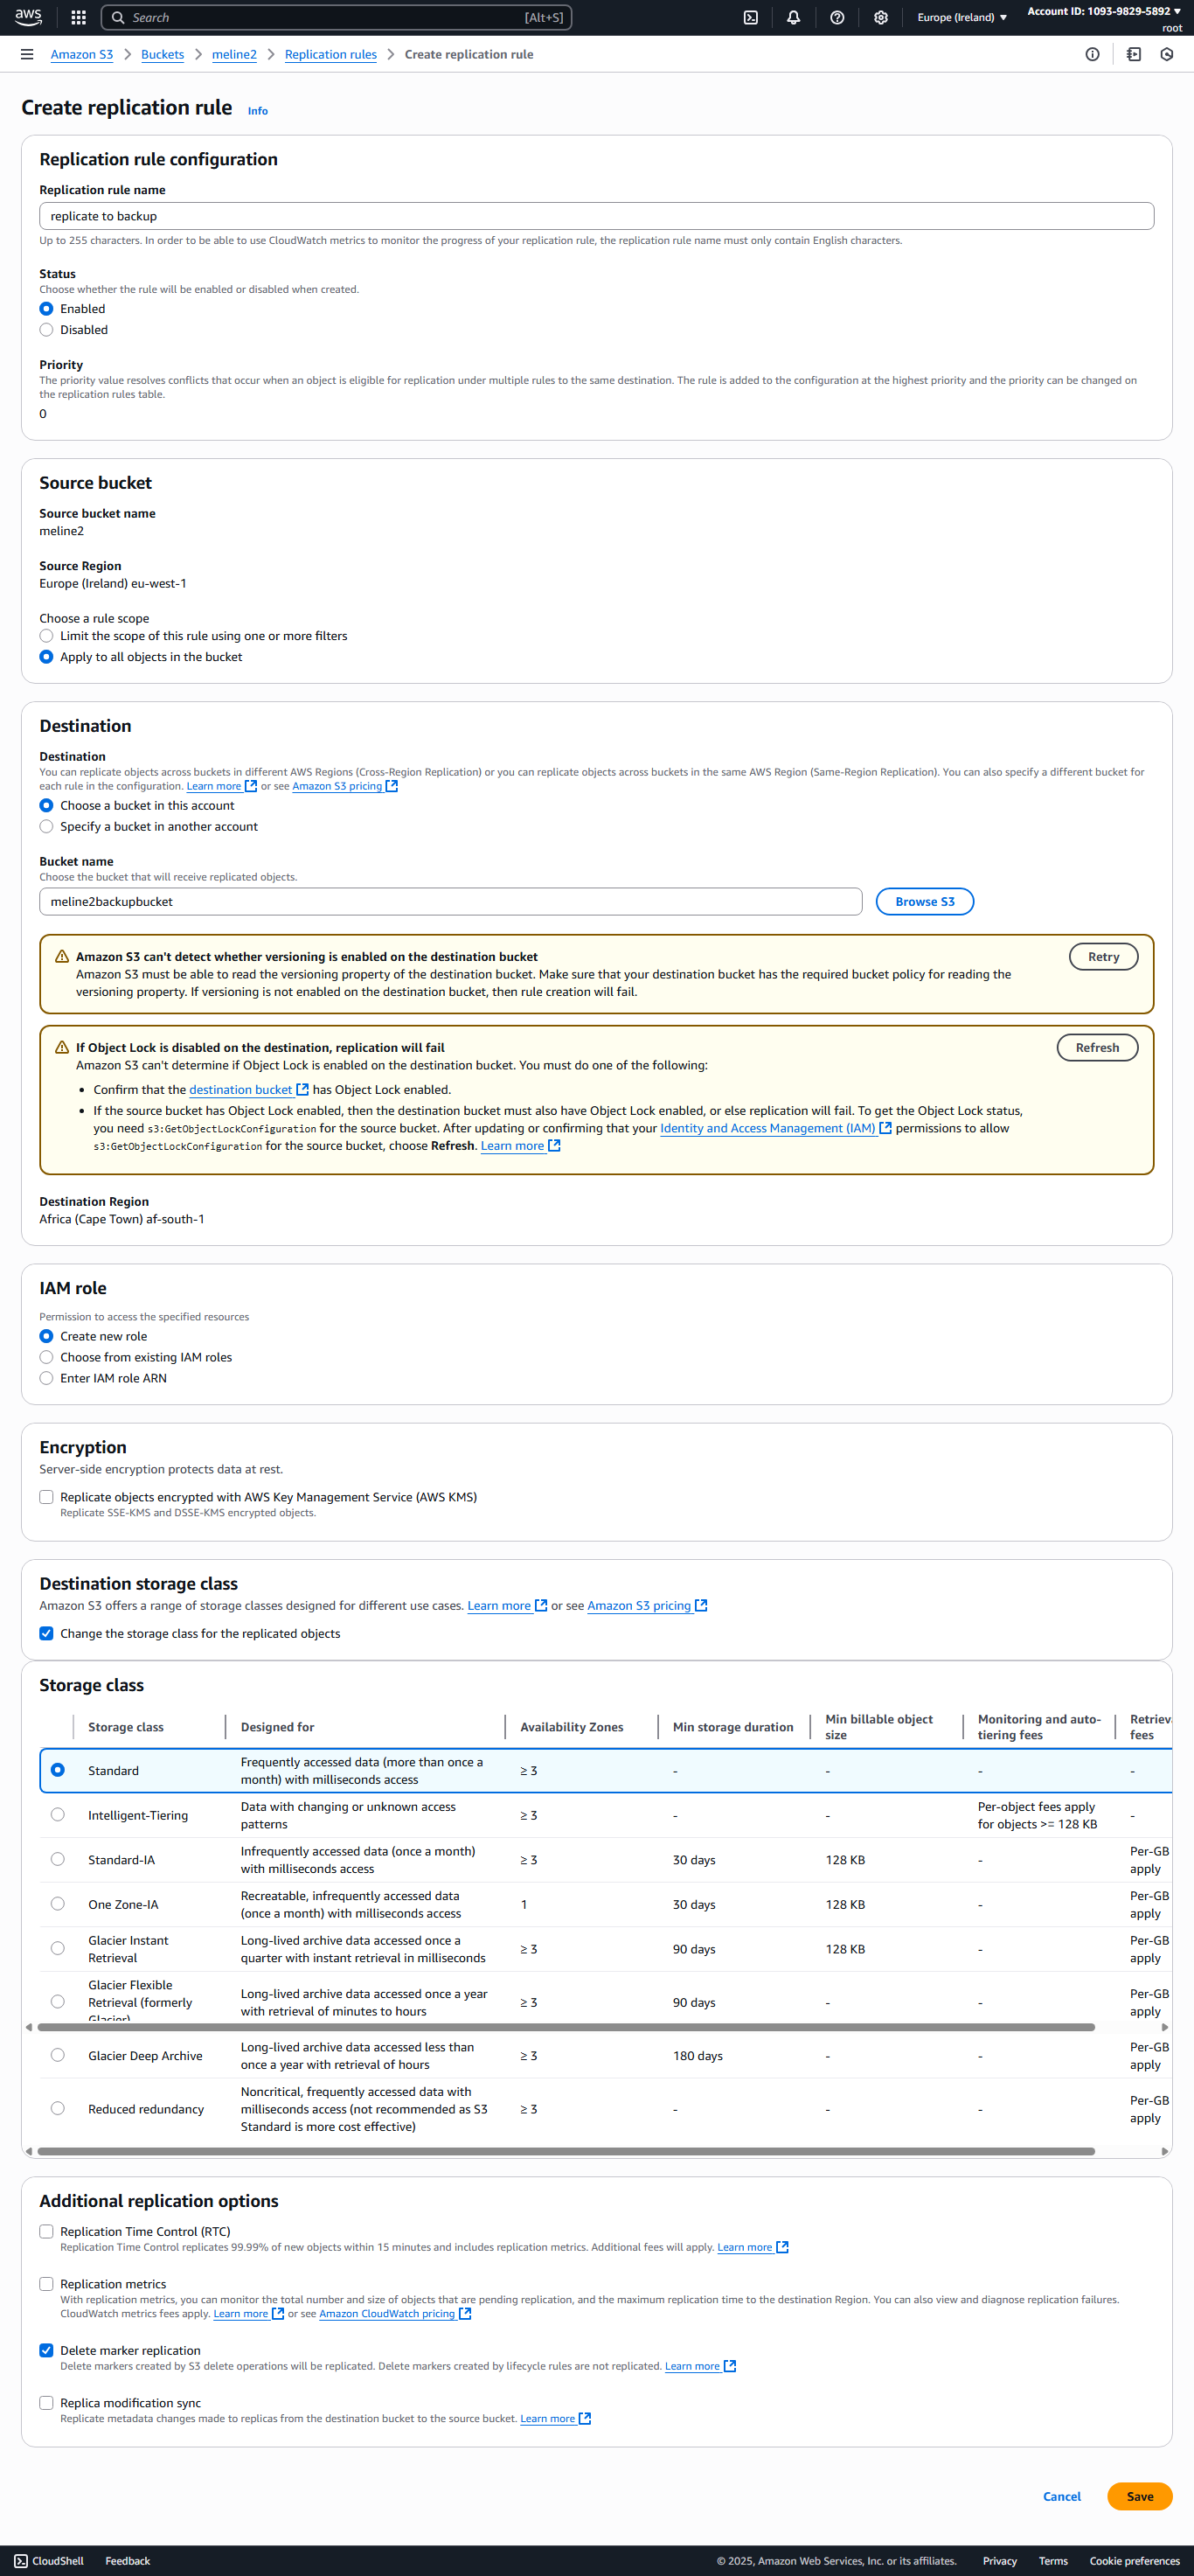 aws
Search [Alt+S]
Europe (Ireland)
Account ID: 1093-9829-5892
root
Amazon S3 > Buckets > meline2 > Replication rules > Create replication rule
Create replication rule Info
Replication rule configuration
Replication rule name
replicate to backup
Up to 255 characters. In order to be able to use CloudWatch metrics to monitor the progress of your replication rule, the replication rule name must only contain English characters.
Status
Choose whether the rule will be enabled or disabled when created.
Enabled
Disabled
Priority
The priority value resolves conflicts that occur when an object is eligible for replication under multiple rules to the same destination. The rule is added to the configuration at the highest priority and the priority can be changed on
the replication rules table.
0
Source bucket
Source bucket name
meline2
Source Region
Europe (Ireland) eu-west-1
Choose a rule scope
Limit the scope of this rule using one or more filters
Apply to all objects in the bucket
Destination
Destination
You can replicate objects across buckets in different AWS Regions (Cross-Region Replication) or you can replicate objects across buckets in the same AWS Region (Same-Region Replication). You can also specify a different bucket for
each rule in the configuration. Learn more or see Amazon S3 pricing
Choose a bucket in this account
Specify a bucket in another account
Bucket name
Choose the bucket that will receive replicated objects.
meline2backupbucket
Browse S3
Amazon S3 can't detect whether versioning is enabled on the destination bucket
Retry
Amazon S3 must be able to read the versioning property of the destination bucket. Make sure that your destination bucket has the required bucket policy for reading the
versioning property. If versioning is not enabled on the destination bucket, then rule creation will fail.
If Object Lock is disabled on the destination, replication will fail
Refresh
Amazon S3 can't determine if Object Lock is enabled on the destination bucket. You must do one of the following:
• Confirm that the destination bucket has Object Lock enabled.
• If the source bucket has Object Lock enabled, then the destination bucket must also have Object Lock enabled, or else replication will fail. To get the Object Lock status,
you need s3:GetObjectLockConfiguration for the source bucket. After updating or confirming that your Identity and Access Management (IAM) permissions to allow
s3:GetObjectLockConfiguration for the source bucket, choose Refresh. Learn more
Destination Region
Africa (Cape Town) af-south-1
IAM role
Permission to access the specified resources
Create new role
Choose from existing IAM roles
Enter IAM role ARN
Encryption
Server-side encryption protects data at rest.
Replicate objects encrypted with AWS Key Management Service (AWS KMS)
Replicate SSE-KMS and DSSE-KMS encrypted objects.
Destination storage class
Amazon S3 offers a range of storage classes designed for different use cases. Learn more or see Amazon S3 pricing
Change the storage class for the replicated objects
Storage class
Storage class | Designed for | Availability Zones | Min storage duration | Min billable object size | Monitoring and auto-tiering fees | Retriev fees
Standard Frequently accessed data (more than once a month) with milliseconds access ≥ 3 - - - -
Intelligent-Tiering Data with changing or unknown access patterns ≥ 3 - - Per-object fees apply for objects >= 128 KB -
Standard-IA Infrequently accessed data (once a month) with milliseconds access ≥ 3 30 days 128 KB - Per-GB apply
One Zone-IA Recreatable, infrequently accessed data (once a month) with milliseconds access 1 30 days 128 KB - Per-GB apply
Glacier Instant Retrieval Long-lived archive data accessed once a quarter with instant retrieval in milliseconds ≥ 3 90 days 128 KB - Per-GB apply
Glacier Flexible Retrieval (formerly Glacier) Long-lived archive data accessed once a year with retrieval of minutes to hours ≥ 3 90 days - - Per-GB apply
Glacier Deep Archive Long-lived archive data accessed less than once a year with retrieval of hours ≥ 3 180 days - - Per-GB apply
Reduced redundancy Noncritical, frequently accessed data with milliseconds access (not recommended as S3 Standard is more cost effective) ≥ 3 - - - Per-GB apply
Additional replication options
Replication Time Control (RTC)
Replication Time Control replicates 99.99% of new objects within 15 minutes and includes replication metrics. Additional fees will apply. Learn more
Replication metrics
With replication metrics, you can monitor the total number and size of objects that are pending replication, and the maximum replication time to the destination Region. You can also view and diagnose replication failures.
CloudWatch metrics fees apply. Learn more or see Amazon CloudWatch pricing
Delete marker replication
Delete markers created by S3 delete operations will be replicated. Delete markers created by lifecycle rules are not replicated. Learn more
Replica modification sync
Replicate metadata changes made to replicas from the destination bucket to the source bucket. Learn more
Cancel
Save
CloudShell Feedback © 2025, Amazon Web Services, Inc. or its affiliates. Privacy Terms Cookie preferences